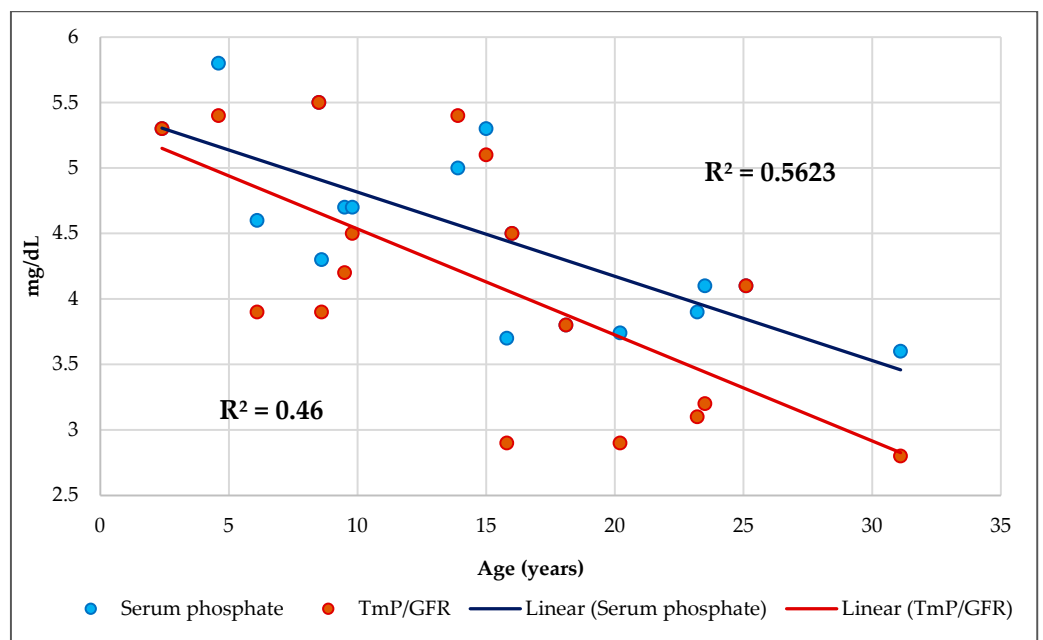 6
5.5
5
4.5
4
3.5
3
2.5
mg/dL
R² = 0.5623
R² = 0.46
0 5 10 15 20 25 30 35
Age (years)
Serum phosphate TmP/GFR Linear (Serum phosphate) Linear (TmP/GFR)